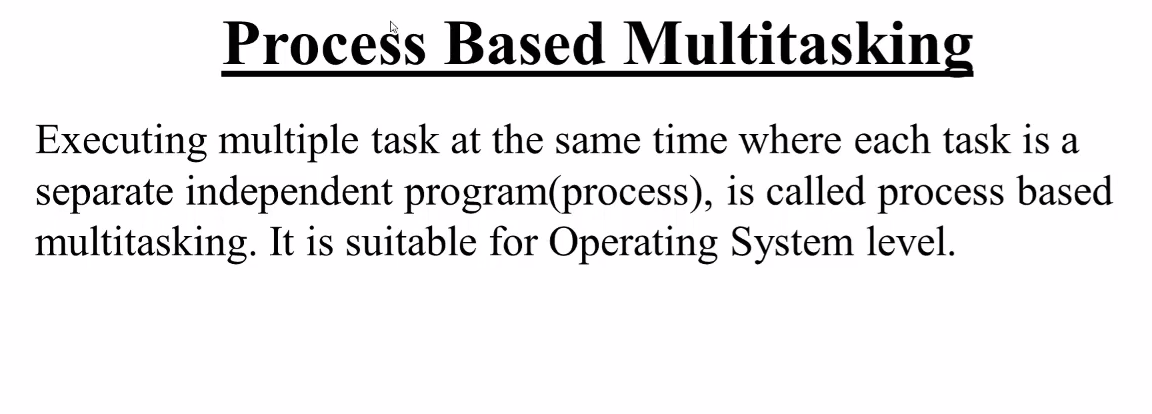 Process Based Multitasking
Executing multiple task at the same time where each task is a
separate independent program(process), is called process based
multitasking. It is suitable for Operating System level.